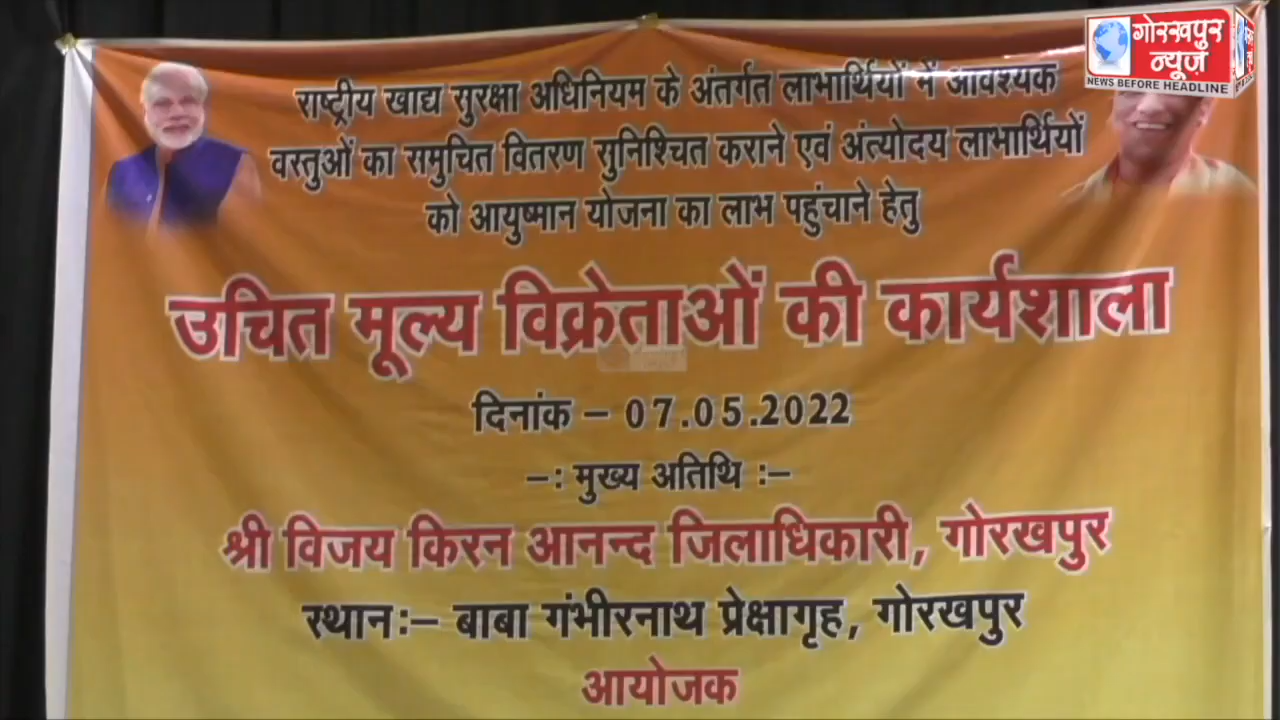 गोरखपुर
न्यूज़
NEWS BEFORE HEADLINE
राष्ट्रीय खाद्य सुरक्षा अधिनियम के अंतर्गत लाभार्थियों में आवश्यक
वस्तुओं का समुचित वितरण सुनिश्चित कराने एवं अंत्योदय लाभार्थियों
को आयुष्मान योजना का लाभ पहुंचाने हेतु
उचित मूल्य विक्रेताओं की कार्यशाला
दिनांक – 07.05.2022
–: मुख्य अतिथि :–
श्री विजय किरन आनन्द जिलाधिकारी, गोरखपुर
स्थान:– बाबा गंभीरनाथ प्रेक्षागृह, गोरखपुर
आयोजक